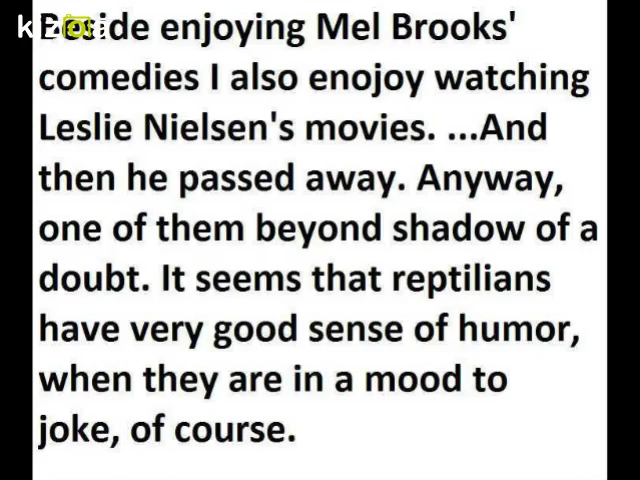 Beside enjoying Mel Brooks'
comedies I also enojoy watching
Leslie Nielsen's movies. ...And
then he passed away. Anyway,
one of them beyond shadow of a
doubt. It seems that reptilians
have very good sense of humor,
when they are in a mood to
joke, of course.